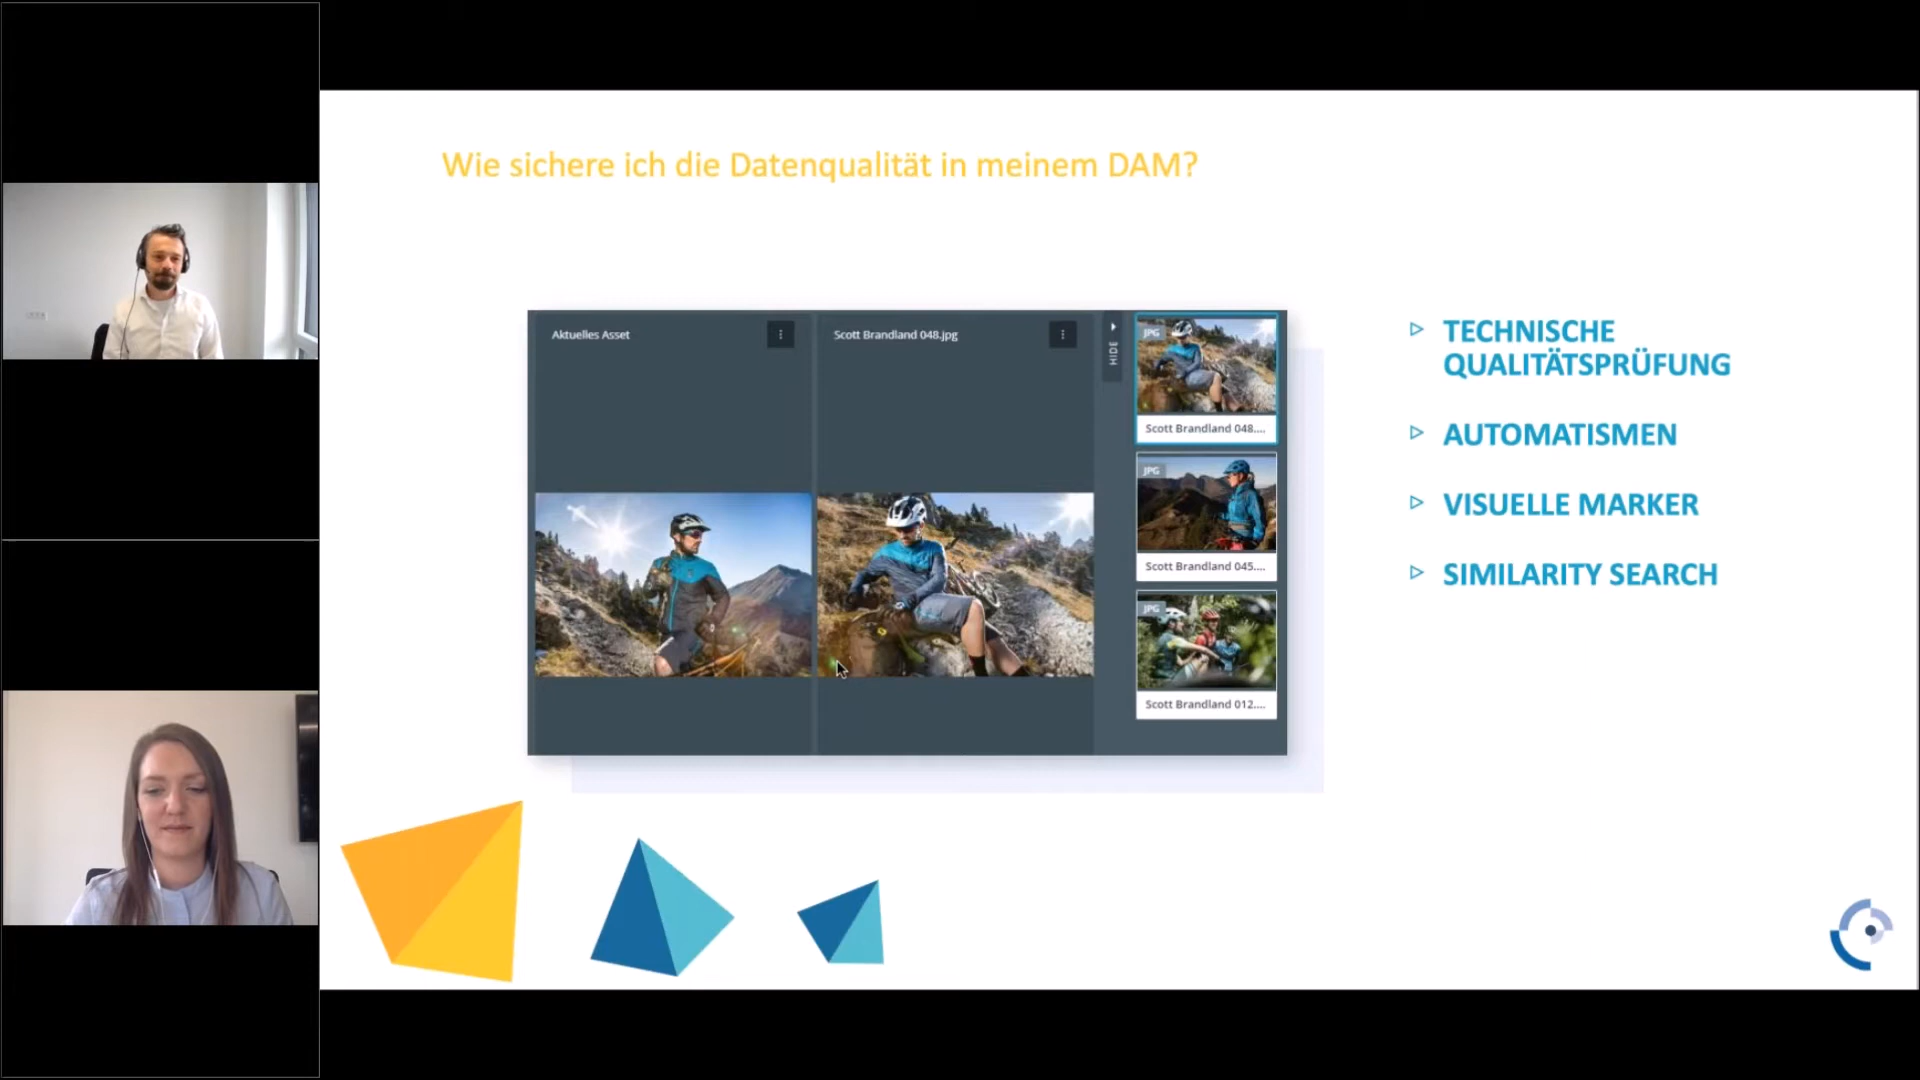 Wie sichere ich die Datenqualität in meinem DAM?
Aktuelles Asset
Scott Brandland 048.jpg
HIDE
JPG
Scott Brandland 048....
JPG
Scott Brandland 045....
JPG
Scott Brandland 012....
TECHNISCHE
QUALITÄTSPRÜFUNG
AUTOMATISMEN
VISUELLE MARKER
SIMILARITY SEARCH